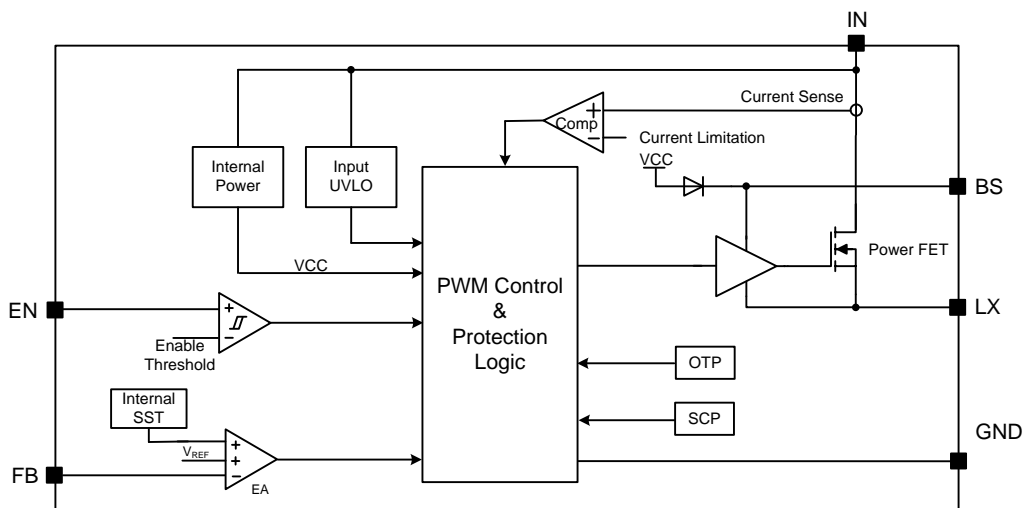 IN
Current Sense
Comp
Current Limitation
VCC
BS
Internal
Power
Input
UVLO
Power FET
VCC
PWM Control
&
Protection
Logic
EN
LX
Enable
Threshold
OTP
Internal
SST
SCP
GND
VREF
FB
EA